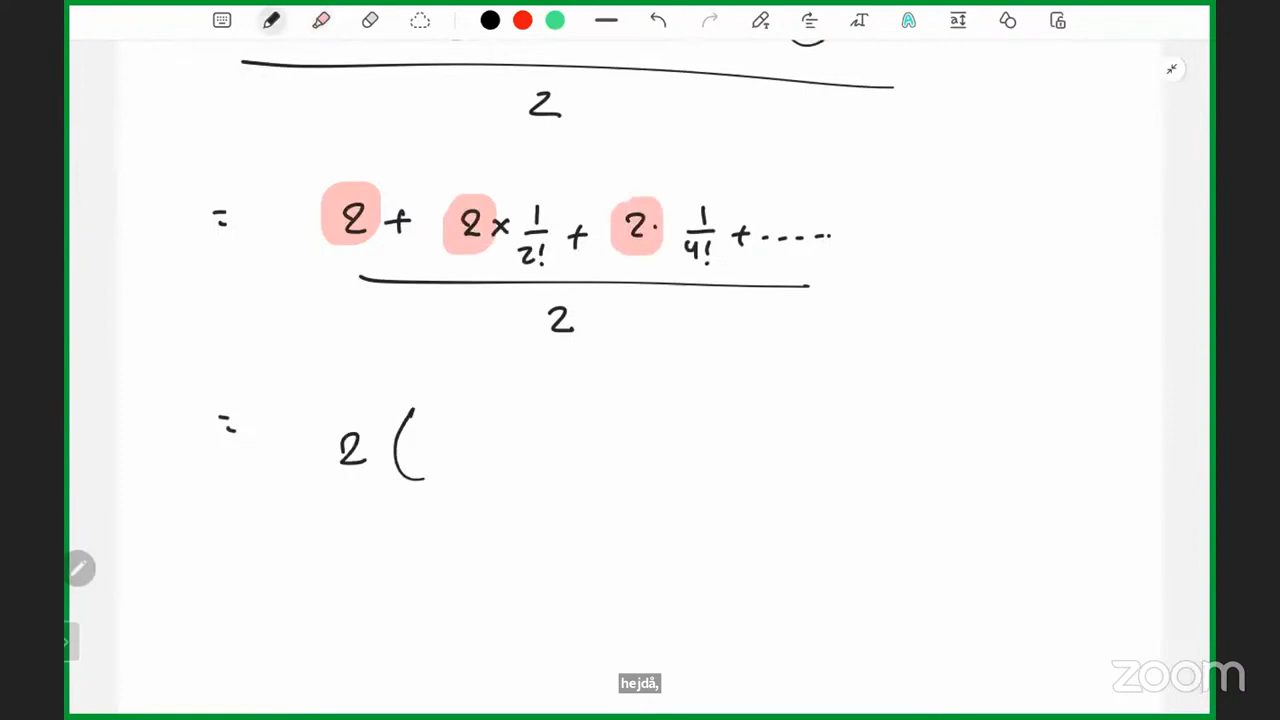 2
= 2 + 2 × 1/2! + 2 · 1/4! + ......
2
= 2 (
hejdå,
zoom